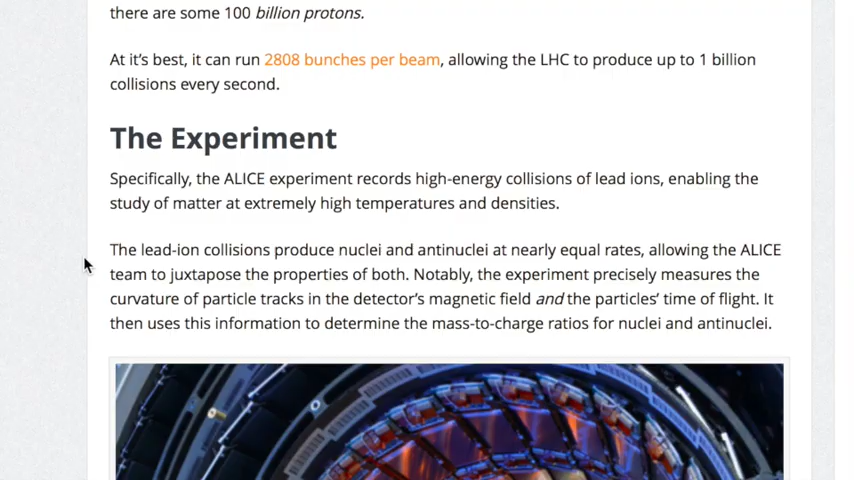 there are some 100 billion protons.
At it's best, it can run 2808 bunches per beam, allowing the LHC to produce up to 1 billion
collisions every second.
The Experiment
Specifically, the ALICE experiment records high-energy collisions of lead ions, enabling the
study of matter at extremely high temperatures and densities.
The lead-ion collisions produce nuclei and antinuclei at nearly equal rates, allowing the ALICE
team to juxtapose the properties of both. Notably, the experiment precisely measures the
curvature of particle tracks in the detector's magnetic field and the particles' time of flight. It
then uses this information to determine the mass-to-charge ratios for nuclei and antinuclei.